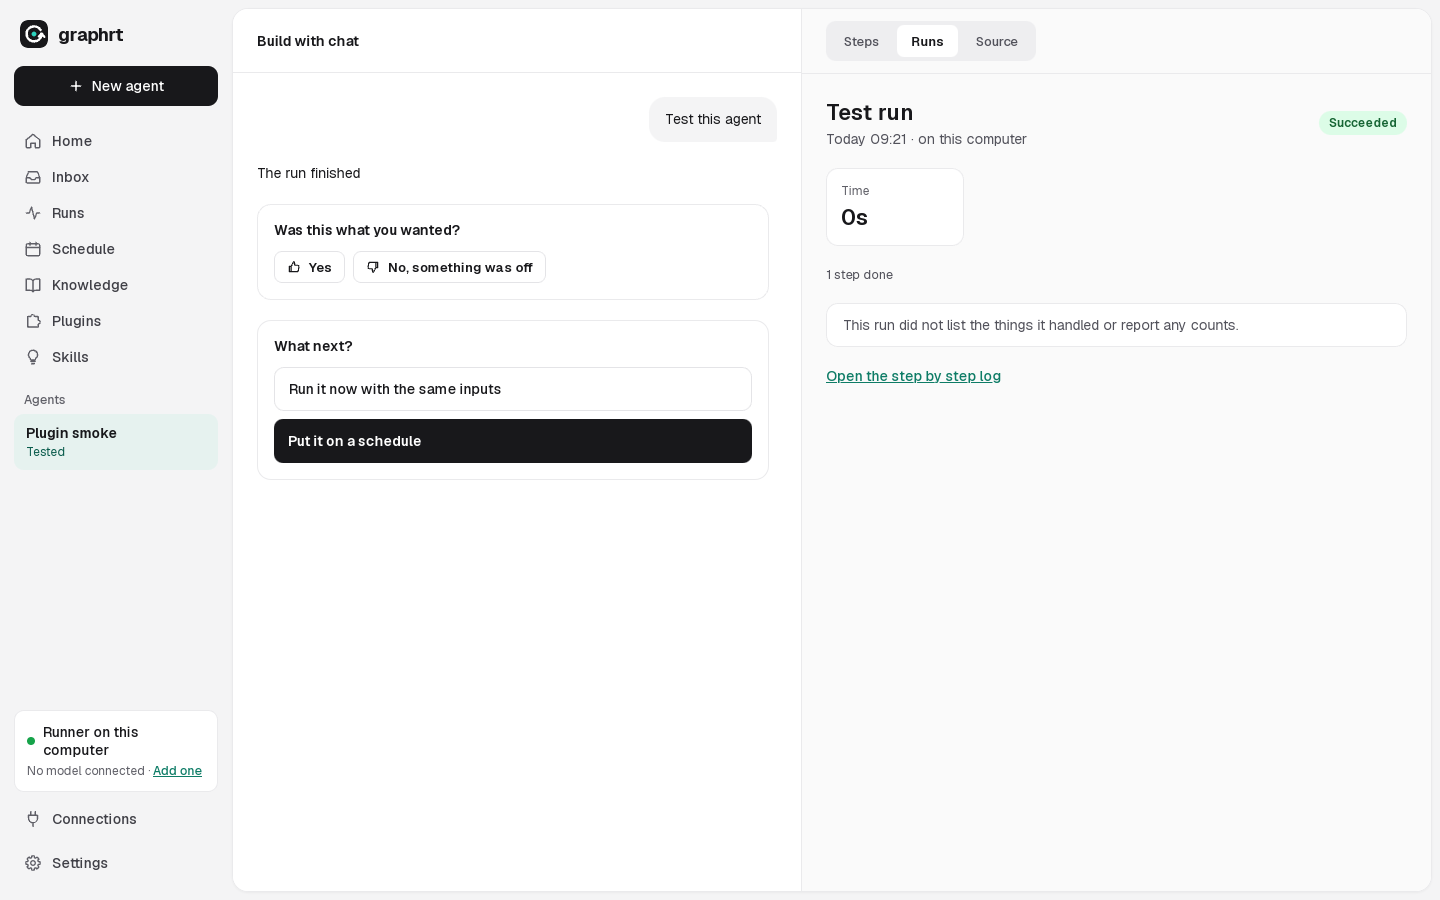 graphrt
New agent
Home
Inbox
Runs
Schedule
Knowledge
Plugins
Skills
Agents
Plugin smoke
Tested
Runner on this
computer
No model connected · Add one
Connections
Settings
Build with chat
Test this agent
The run finished
Was this what you wanted?
Yes
No, something was off
What next?
Run it now with the same inputs
Put it on a schedule
Steps
Runs
Source
Test run
Today 09:21 · on this computer
Succeeded
Time
0s
1 step done
This run did not list the things it handled or report any counts.
Open the step by step log